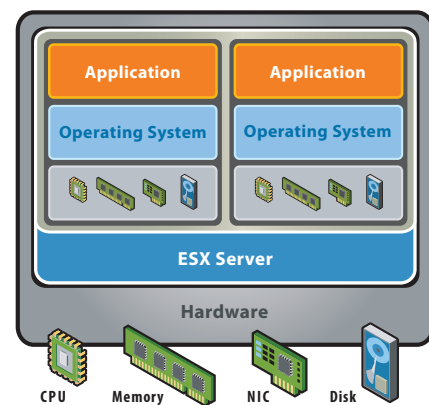 Application Application
Operating System Operating System
ESX Server
Hardware
CPU Memory NIC Disk